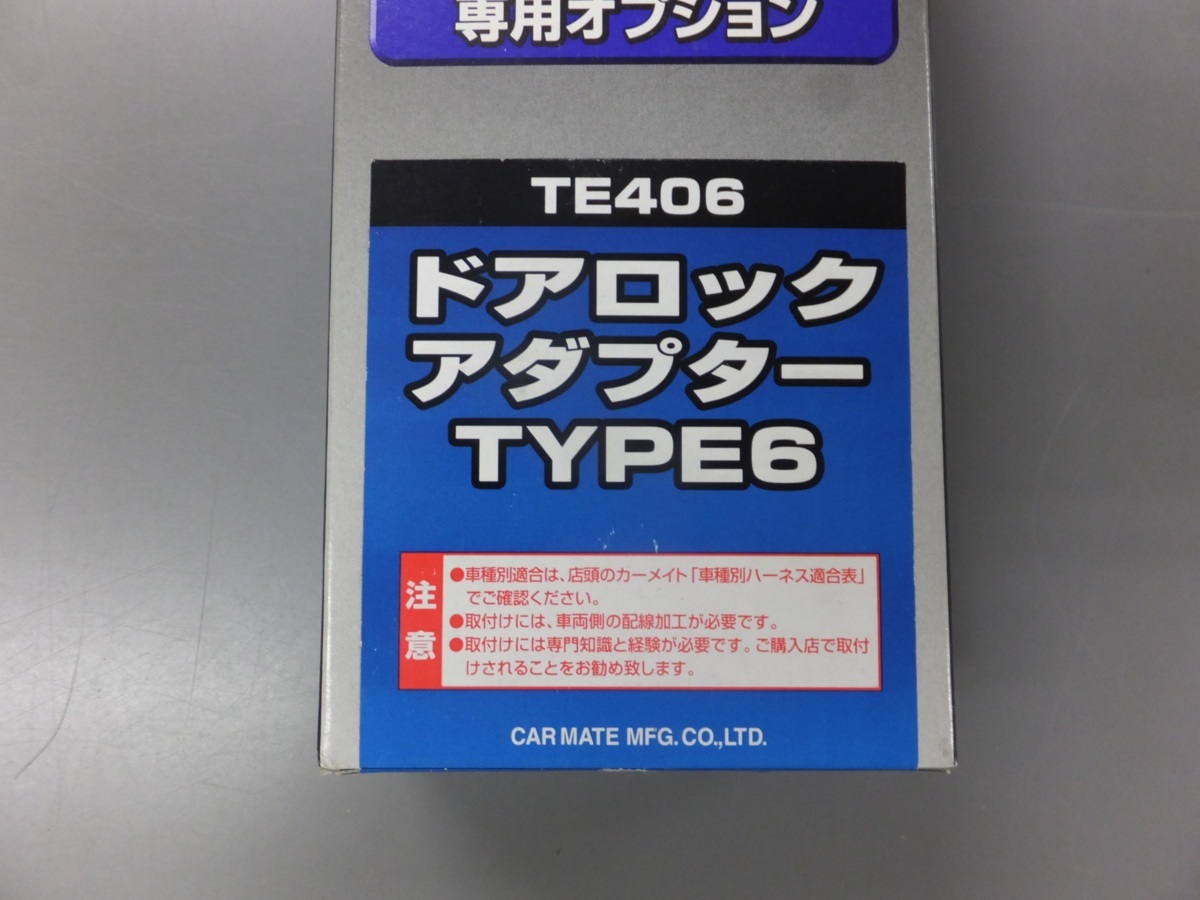 専用オプション
TE406
ドアロック
アダプター
TYPE6
注意
●車種別適合は、店頭のカーメイト「車種別ハーネス適合表」
でご確認ください。
●取付けには、車両側の配線加工が必要です。
●取付けには専門知識と経験が必要です。ご購入店で取付
けされることをお勧め致します。
CAR MATE MFG. CO.,LTD.